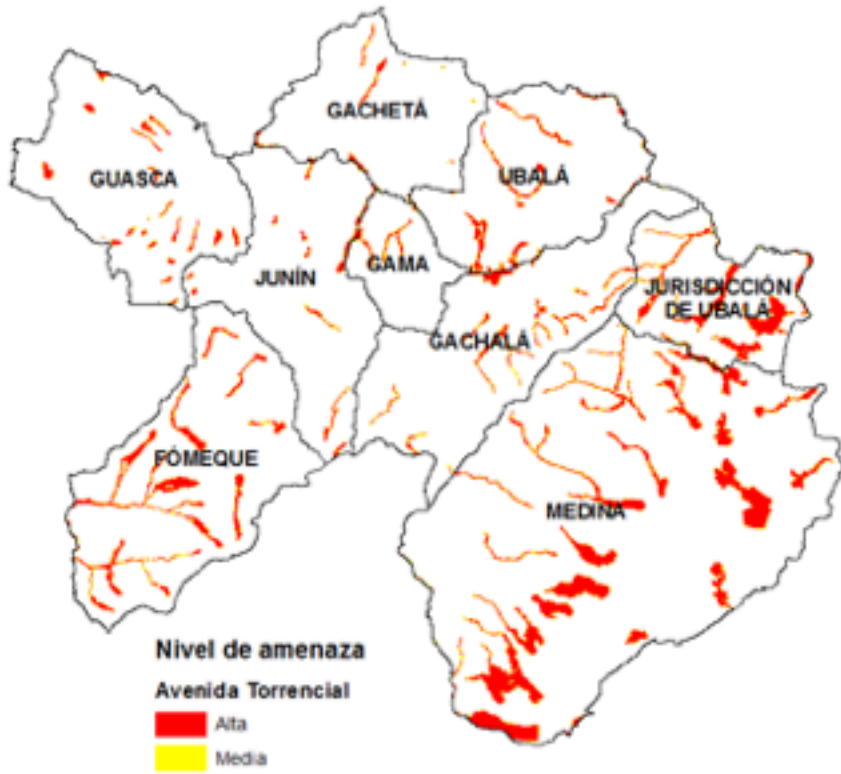 GACHETÁ
GUASCA
UBALÁ
GAMA
JUNÍN
JURISDICCIÓN
DE UBALÁ
GACHALÁ
FÓMEQUE
MEDINA
Nivel de amenaza
Avenida Torrencial
Alta
Media